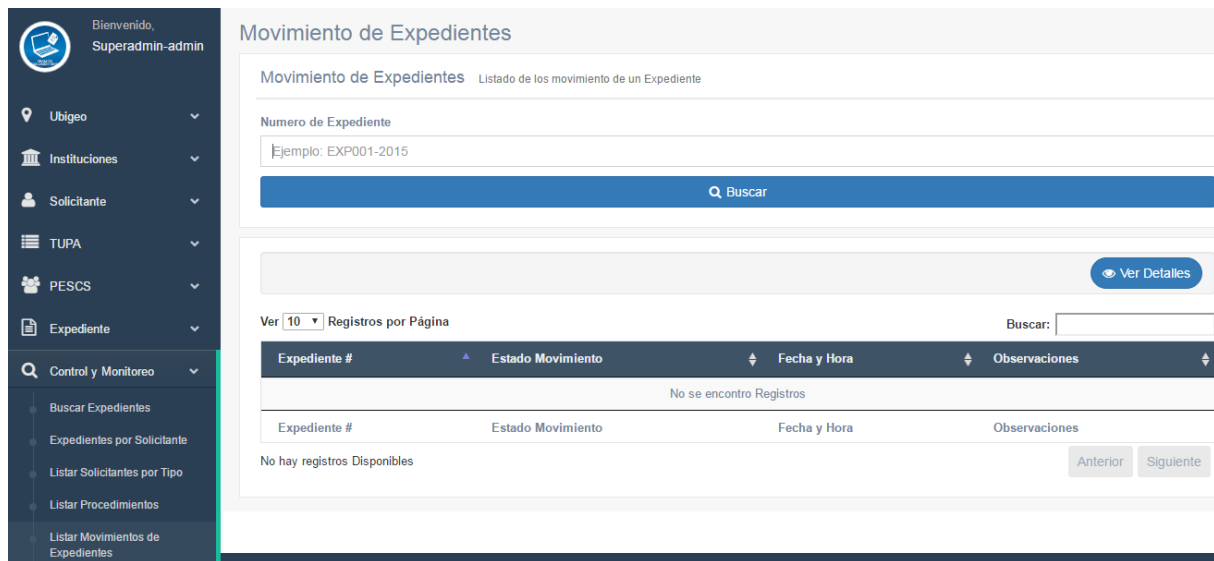 Bienvenido,
Superadmin-admin
Ubigeo
Instituciones
Solicitante
TUPA
PESCS
Expediente
Control y Monitoreo
Buscar Expedientes
Expedientes por Solicitante
Listar Solicitantes por Tipo
Listar Procedimientos
Listar Movimientos de
Expedientes
Movimiento de Expedientes
Movimiento de Expedientes Listado de los movimiento de un Expediente
Numero de Expediente
Ejemplo: EXP001-2015
Buscar
Ver Detalles
Ver 10 Registros por Página
Buscar:
Expediente # Estado Movimiento Fecha y Hora Observaciones
No se encontro Registros
Expediente # Estado Movimiento Fecha y Hora Observaciones
No hay registros Disponibles
Anterior Siguiente